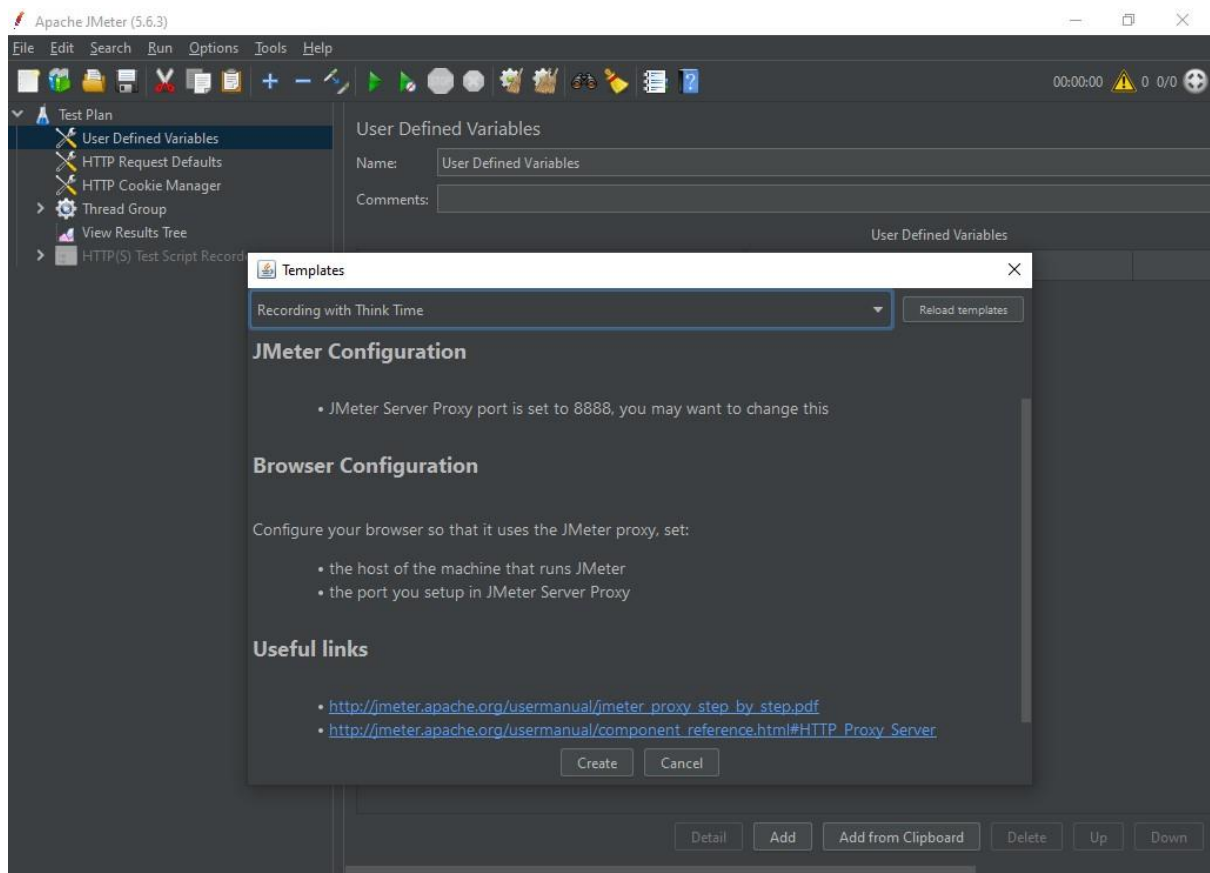 Apache JMeter (5.6.3)
File Edit Search Run Options Tools Help
00:00:00 0 0/0
Test Plan
User Defined Variables
HTTP Request Defaults
HTTP Cookie Manager
Thread Group
View Results Tree
HTTP(S) Test Script Record
User Defined Variables
Name: User Defined Variables
Comments:
User Defined Variables
Templates
Recording with Think Time
Reload templates
JMeter Configuration
• JMeter Server Proxy port is set to 8888, you may want to change this
Browser Configuration
Configure your browser so that it uses the JMeter proxy, set:
• the host of the machine that runs JMeter
• the port you setup in JMeter Server Proxy
Useful links
• http://jmeter.apache.org/usermanual/jmeter_proxy_step_by_step.pdf
• http://jmeter.apache.org/usermanual/component_reference.html#HTTP_Proxy_Server
Create Cancel
Detail Add Add from Clipboard Delete Up Down